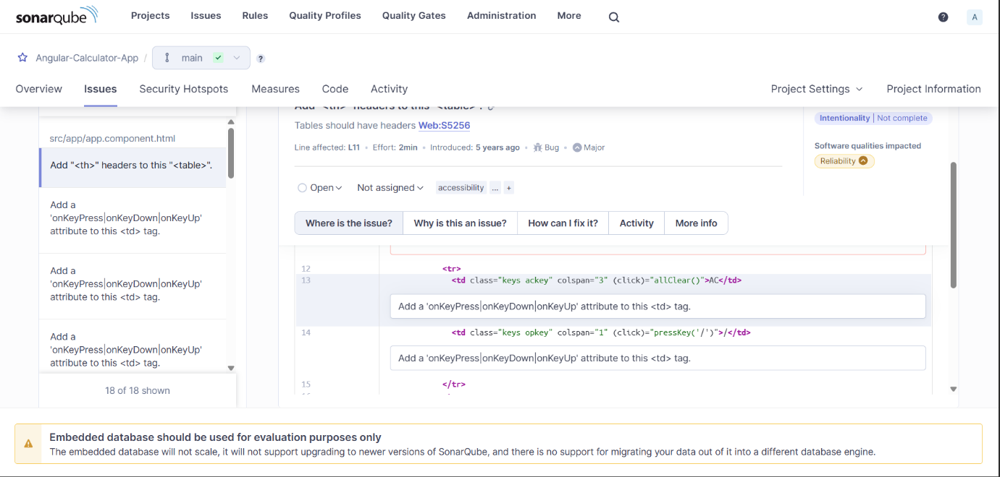 sonarqube Projects Issues Rules Quality Profiles Quality Gates Administration More ? A
Angular-Calculator-App / main ?
Overview Issues Security Hotspots Measures Code Activity Project Settings Project Information
src/app/app.component.html
Add "<th>" headers to this "<table>".
Add a
'onKeyPress|onKeyDown|onKeyUp'
attribute to this <td> tag.
Add a
'onKeyPress|onKeyDown|onKeyUp'
attribute to this <td> tag.
Add a
'onKeyPress|onKeyDown|onKeyUp'
attribute to this <td> tag.
18 of 18 shown
Add "<th>" headers to this "<table>".
Tables should have headers Web:S5256
Line affected: L11 • Effort: 2min • Introduced: 5 years ago • Bug • Major
Open Not assigned accessibility ... +
Where is the issue? Why is this an issue? How can I fix it? Activity More info
12 <tr>
13 <td class="keys ackey" colspan="3" (click)="allClear()">AC</td>
Add a 'onKeyPress|onKeyDown|onKeyUp' attribute to this <td> tag.
14 <td class="keys opkey" colspan="1" (click)="pressKey('/')">/</td>
Add a 'onKeyPress|onKeyDown|onKeyUp' attribute to this <td> tag.
15 </tr>
Intentionality | Not complete
Software qualities impacted
Reliability
Embedded database should be used for evaluation purposes only
The embedded database will not scale, it will not support upgrading to newer versions of SonarQube, and there is no support for migrating your data out of it into a different database engine.